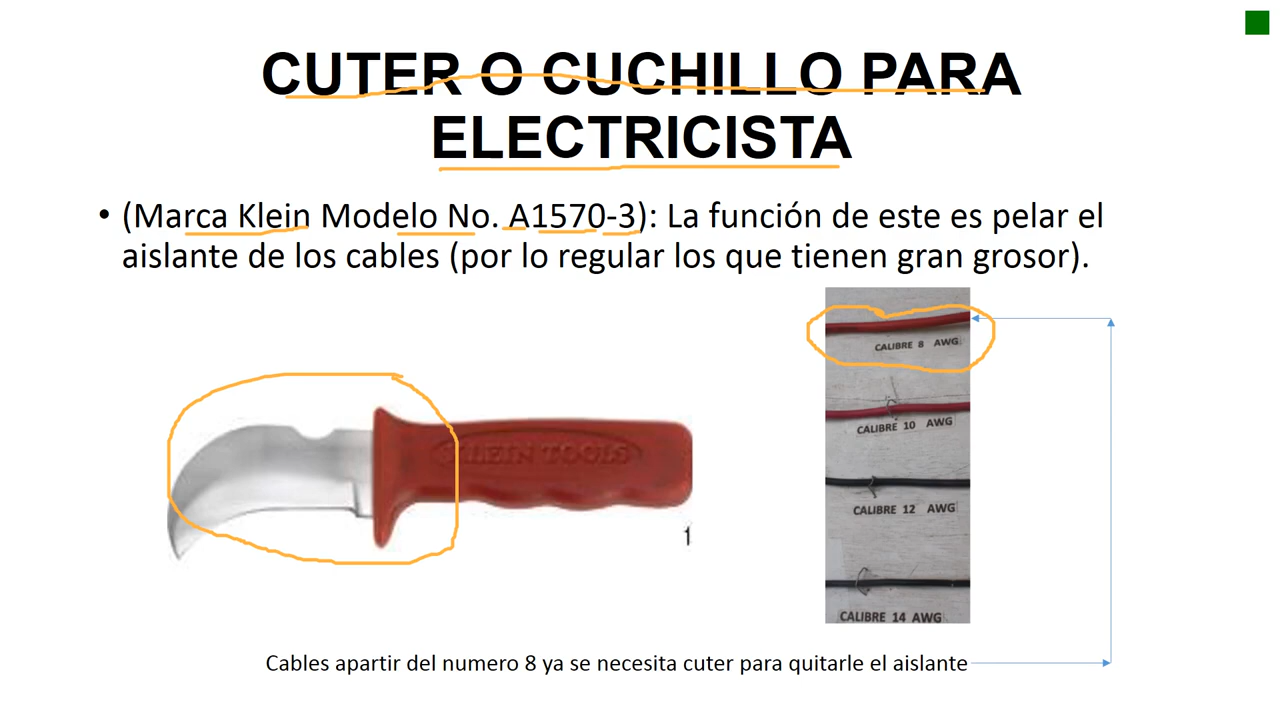 CUTER O CUCHILLO PARA
ELECTRICISTA
• (Marca Klein Modelo No. A1570-3): La función de este es pelar el
aislante de los cables (por lo regular los que tienen gran grosor).
KLEIN TOOLS
1
CALIBRE 8 AWG
CALIBRE 10 AWG
CALIBRE 12 AWG
CALIBRE 14 AWG
Cables apartir del numero 8 ya se necesita cuter para quitarle el aislante